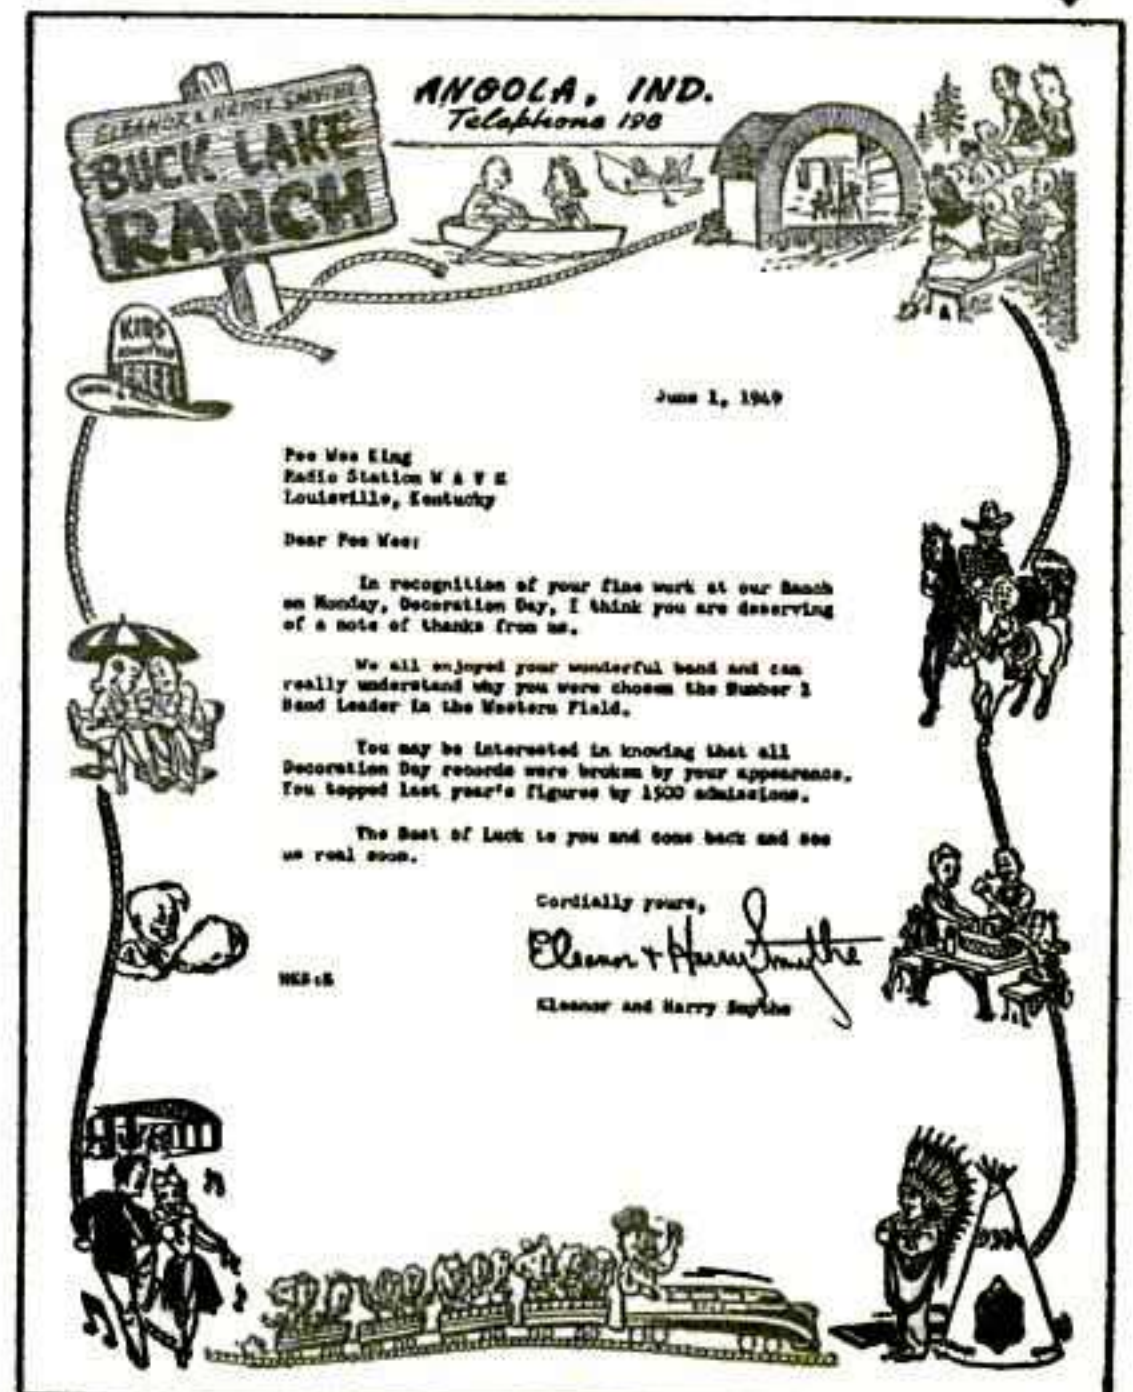 ANGOLA, IND.
Telephone 198
ELEANOR & HARRY SMYTHE
BUCK LAKE
RANCH
KIDS
June 1, 1949
Pee Wee King
Radio Station W A V E
Louisville, Kentucky
Dear Pee Wee:
In recognition of your fine work at our Ranch
on Monday, Decoration Day, I think you are deserving
of a note of thanks from us.
We all enjoyed your wonderful band and can
really understand why you were chosen the Number 1
Band Leader in the Western Field.
You may be interested in knowing that all
Decoration Day records were broken by your appearance.
You topped last year's figures by 1500 admissions.
The Best of Luck to you and come back and see
us real soon.
Cordially yours,
Eleanor + Harry Smythe
Eleanor and Harry Smythe